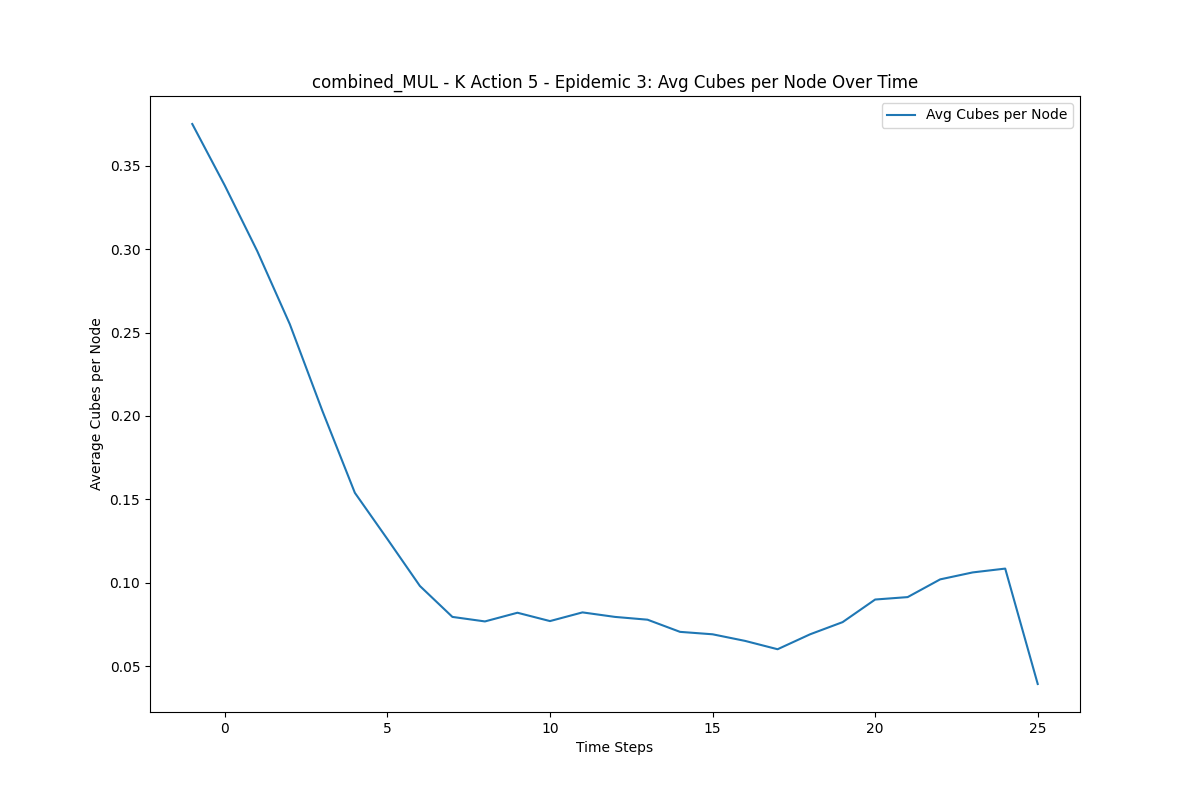 combined_MUL - K Action 5 - Epidemic 3: Avg Cubes per Node Over Time
Avg Cubes per Node
0.35
0.30
0.25
0.20
0.15
0.10
0.05
Average Cubes per Node
0 5 10 15 20 25
Time Steps